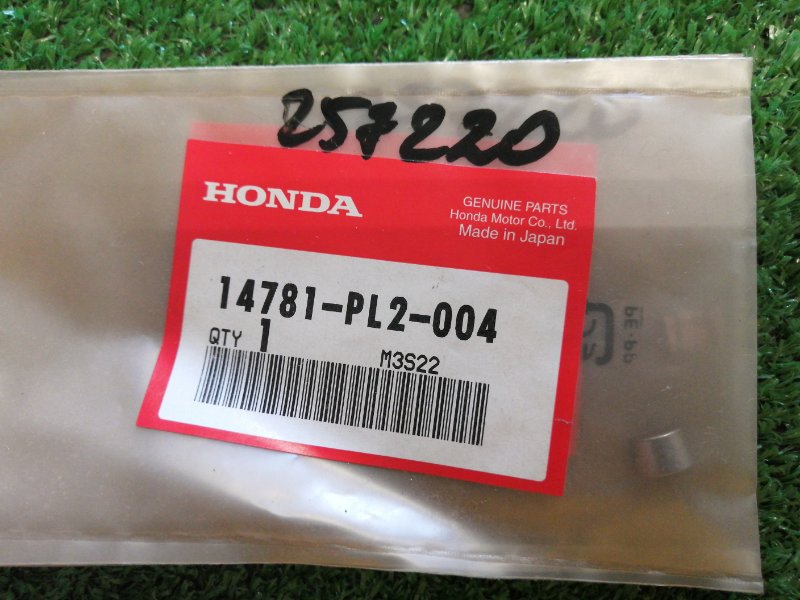 257220
HONDA
GENUINE PARTS
Honda Motor Co., Ltd.
Made in Japan
14781-PL2-004
QTY 1
M3S22